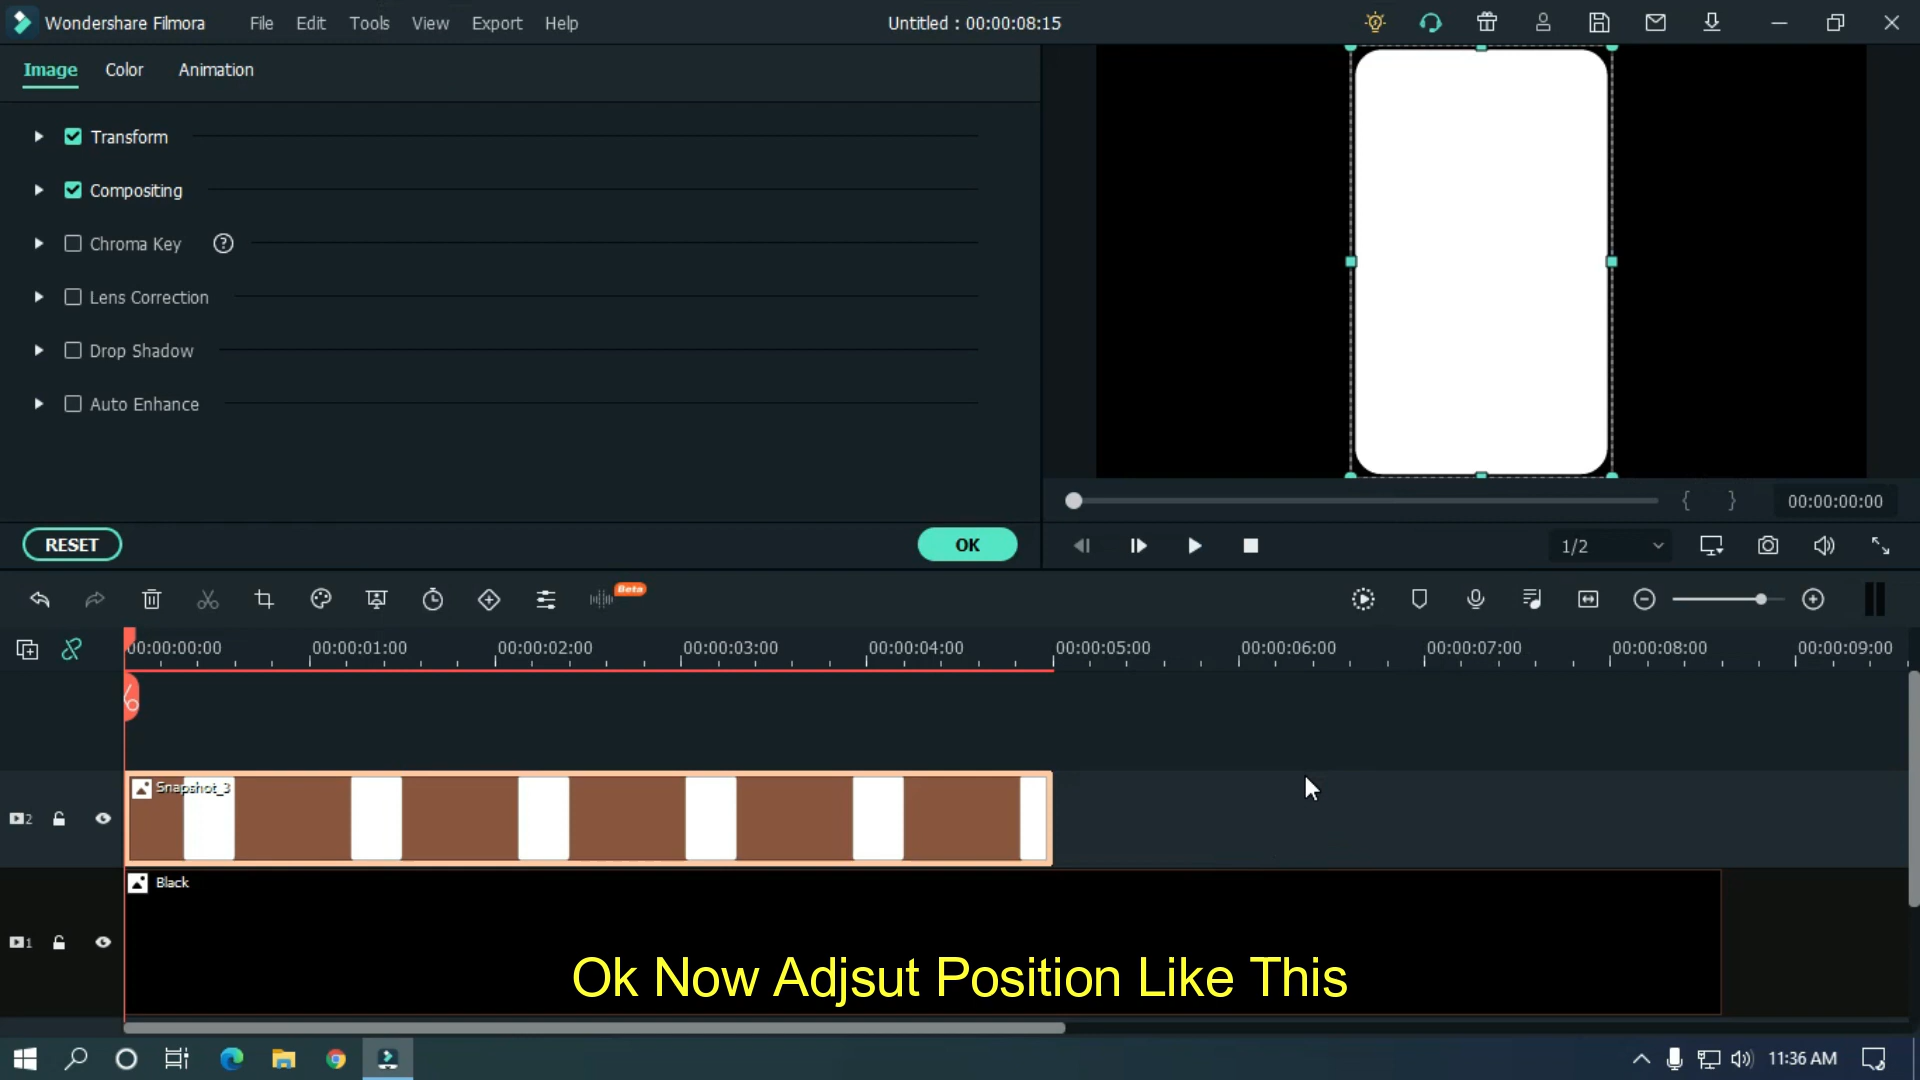 Wondershare Filmora File Edit Tools View Export Help Untitled : 00:00:08:15
Image Color Animation
Transform
Compositing
Chroma Key ?
Lens Correction
Drop Shadow
Auto Enhance
{ } 00:00:00:00
RESET OK 1/2
Beta
00:00:00:00 00:00:01:00 00:00:02:00 00:00:03:00 00:00:04:00 00:00:05:00 00:00:06:00 00:00:07:00 00:00:08:00 00:00:09:00
Snapshot_3
2
Black
1
Ok Now Adjsut Position Like This
11:36 AM